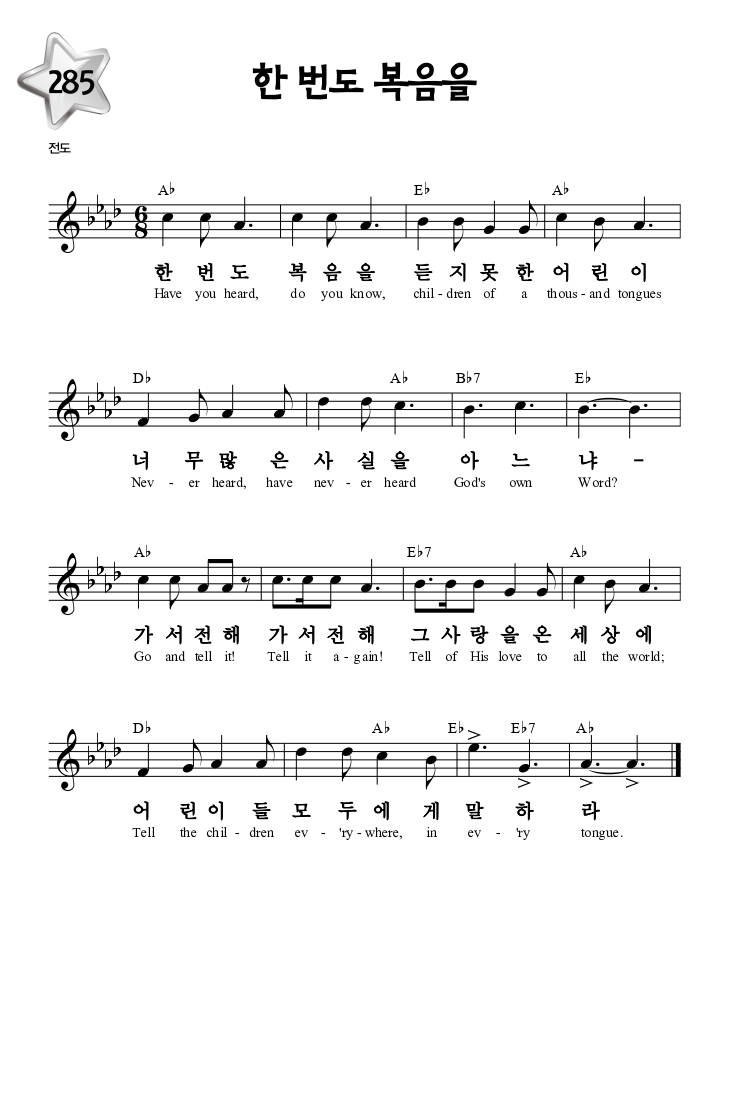 285
한 번도 복음을
전도
A♭ E♭ A♭
6
8
한 번 도 복 음 을 듣 지 못 한 어 린 이
Have you heard, do you know, chil - dren of a thous - and tongues
D♭ A♭ B♭7 E♭
너 무 많 은 사 실 을 아 느 냐 -
Nev - er heard, have nev - er heard God's own Word?
A♭ E♭7 A♭
가 서 전 해 가 서 전 해 그 사 랑 을 온 세 상 에
Go and tell it! Tell it a - gain! Tell of His love to all the world;
D♭ A♭ E♭ E♭7 A♭
어 린 이 들 모 두 에 게 말 하 라
Tell the chil - dren ev - 'ry - where, in ev - 'ry tongue.